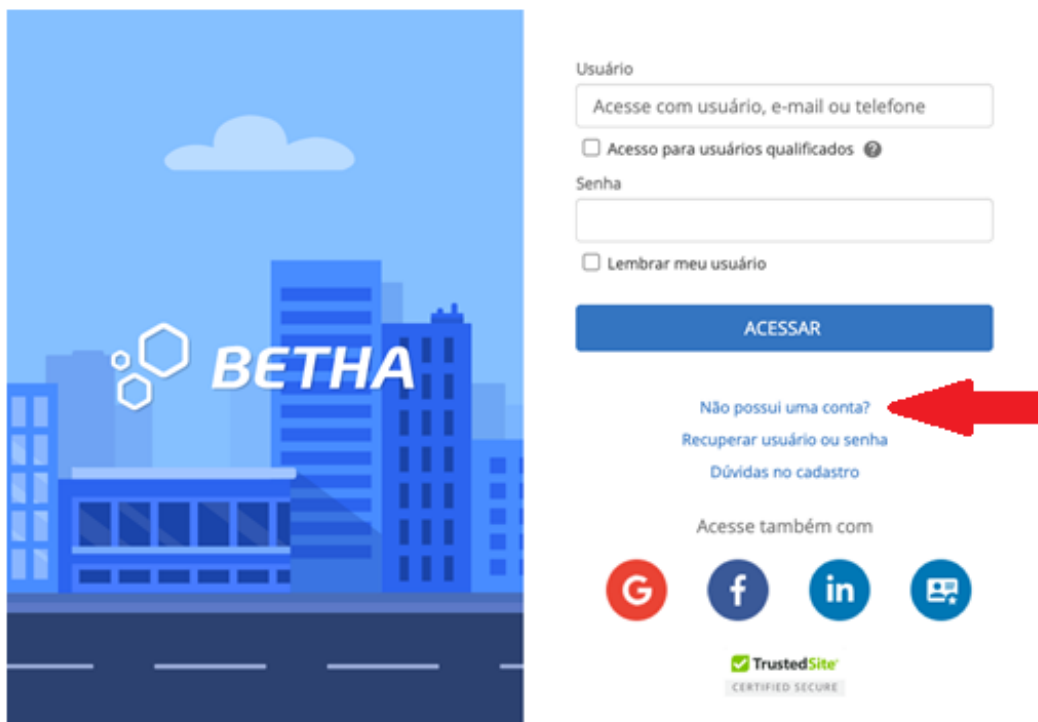 BETHA
Usuário
Acesse com usuário, e-mail ou telefone
Acesso para usuários qualificados ?
Senha
Lembrar meu usuário
ACESSAR
Não possui uma conta?
Recuperar usuário ou senha
Dúvidas no cadastro
Acesse também com
G f in
TrustedSite
CERTIFIED SECURE